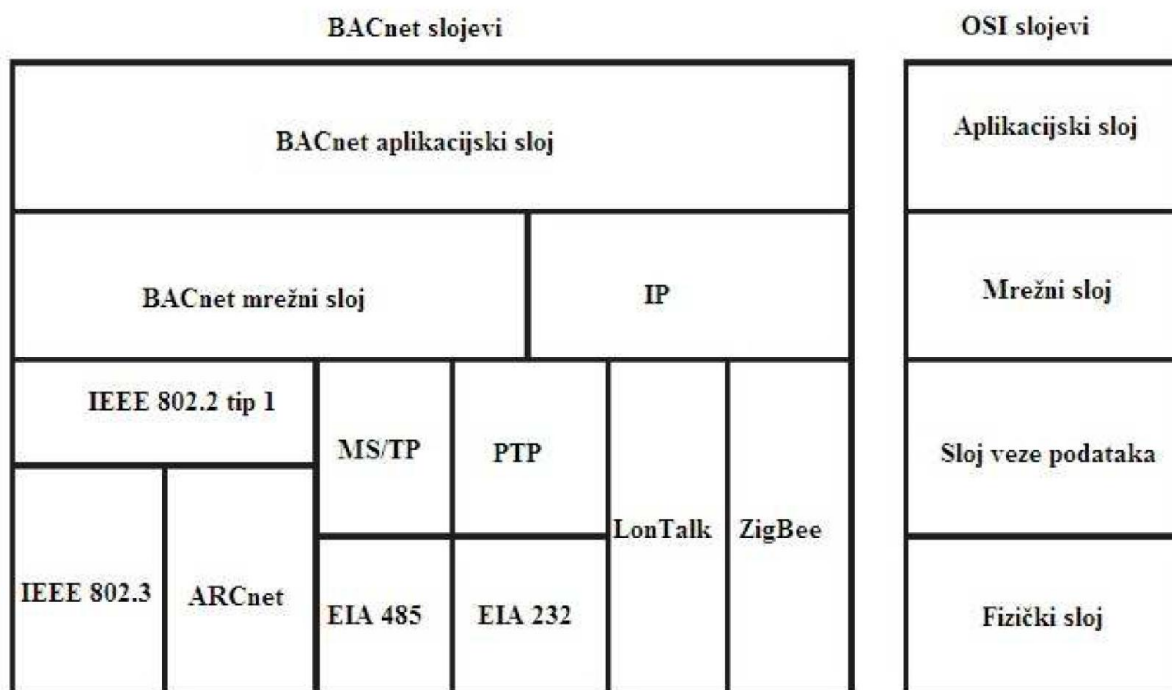 BACnet slojevi
OSI slojevi
BACnet aplikacijski sloj
Aplikacijski sloj
BACnet mrežni sloj
IP
Mrežni sloj
IEEE 802.2 tip 1
MS/TP
PTP
Sloj veze podataka
LonTalk
ZigBee
IEEE 802.3
ARCnet
EIA 485
EIA 232
Fizički sloj